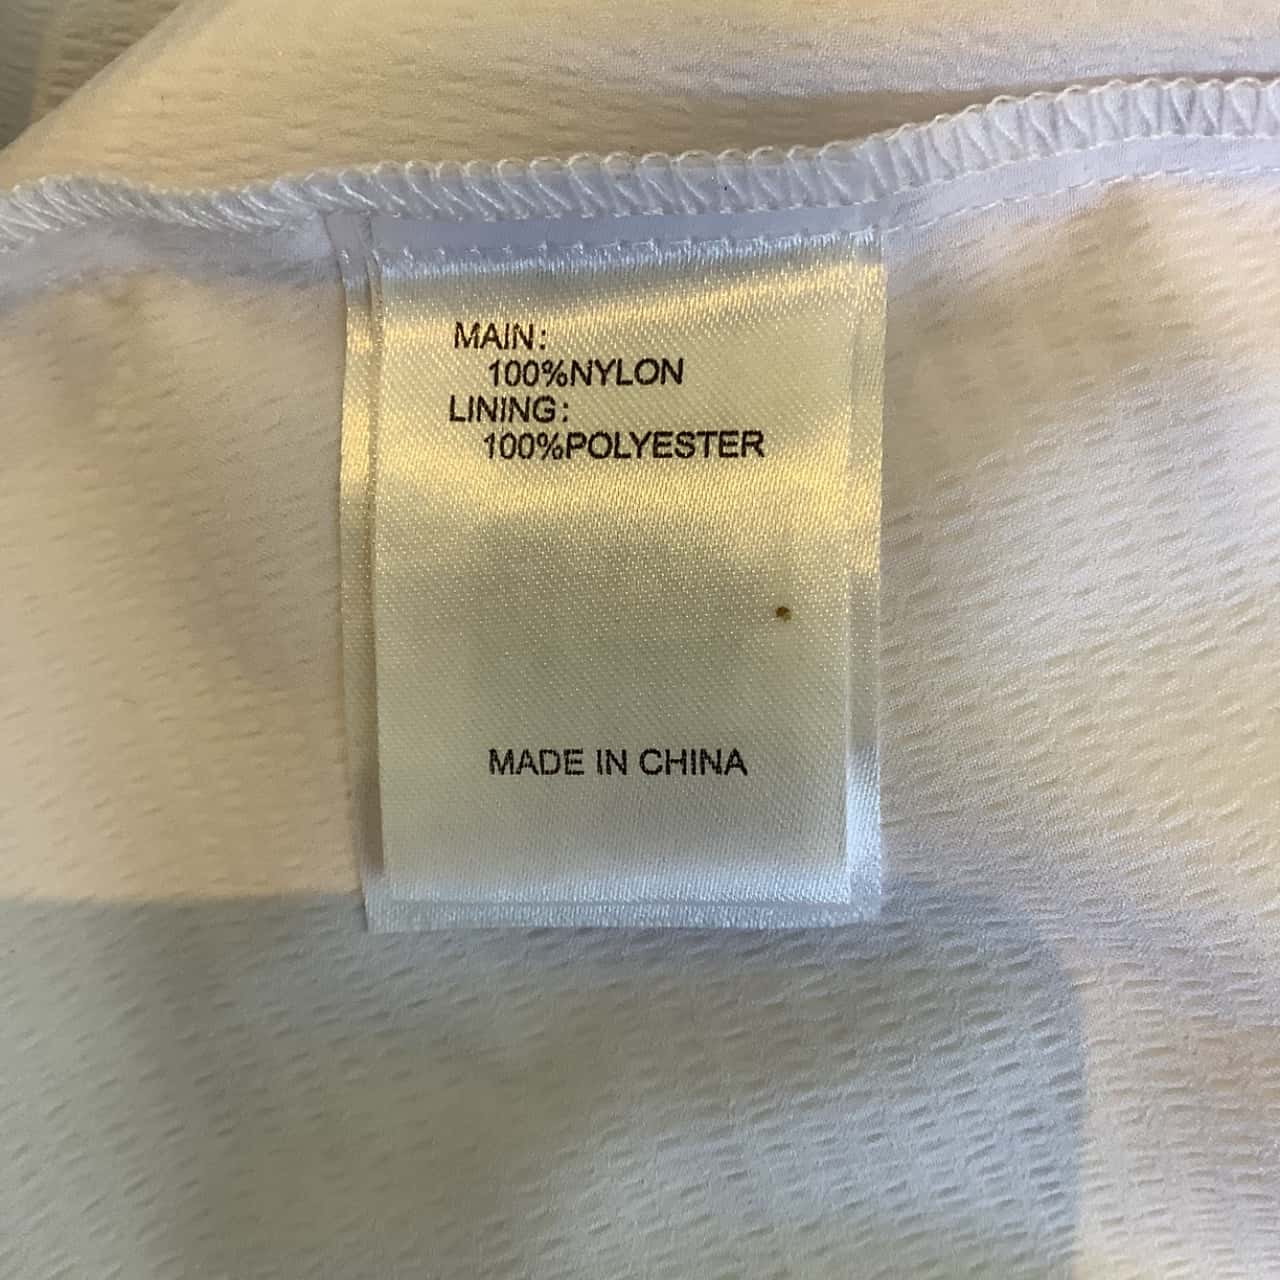 MAIN:
100%NYLON
LINING:
100%POLYESTER
MADE IN CHINA